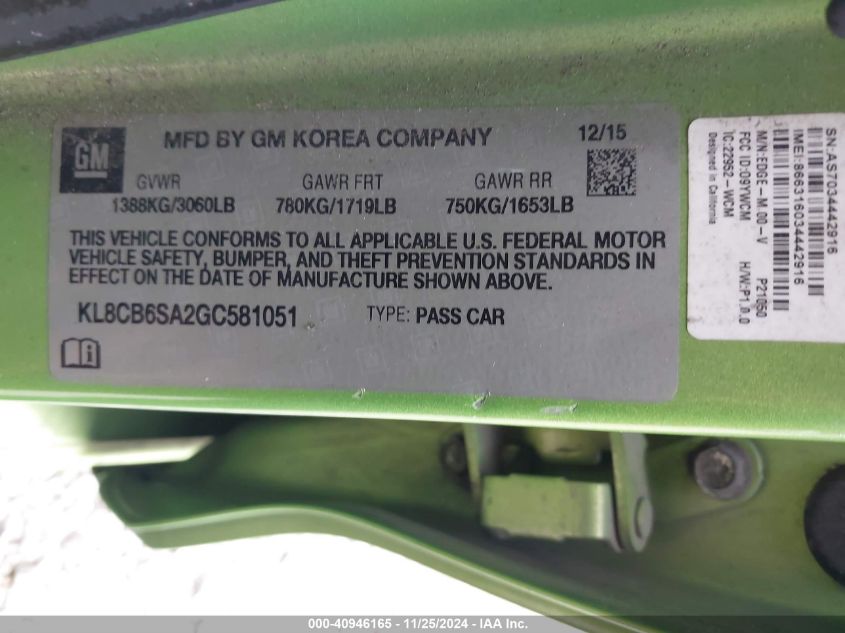 GM
MFD BY GM KOREA COMPANY 12/15
GVWR GAWR FRT GAWR RR
1388KG/3060LB 780KG/1719LB 750KG/1653LB
THIS VEHICLE CONFORMS TO ALL APPLICABLE U.S. FEDERAL MOTOR
VEHICLE SAFETY, BUMPER, AND THEFT PREVENTION STANDARDS IN
EFFECT ON THE DATE OF MANUFACTURE SHOWN ABOVE.
KL8CB6SA2GC581051 TYPE: PASS CAR
SN:AS7034442916
IMEI:866316034442916
M/N:EDGE-M.00-V P21050
FCC ID:09YWCM H/W:P1.0.0
IC:22952-WCM
Designed in California
000-40946165 - 11/25/2024 - IAA Inc.